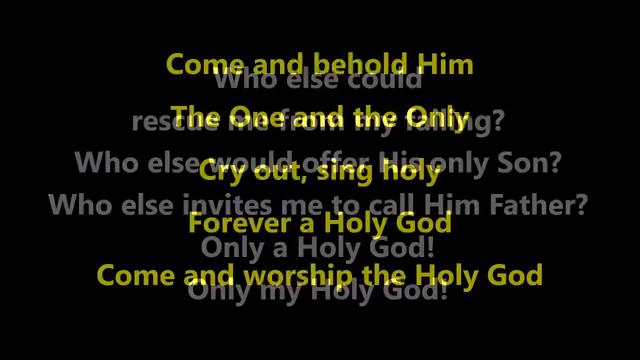 Come and behold Him
Who else could
The One and the Only
rescue me from my failing?
Who else would offer His only Son?
Cry out, sing holy
Who else invites me to call Him Father?
Forever a Holy God
Only a Holy God!
Come and worship the Holy God
Only my Holy God!